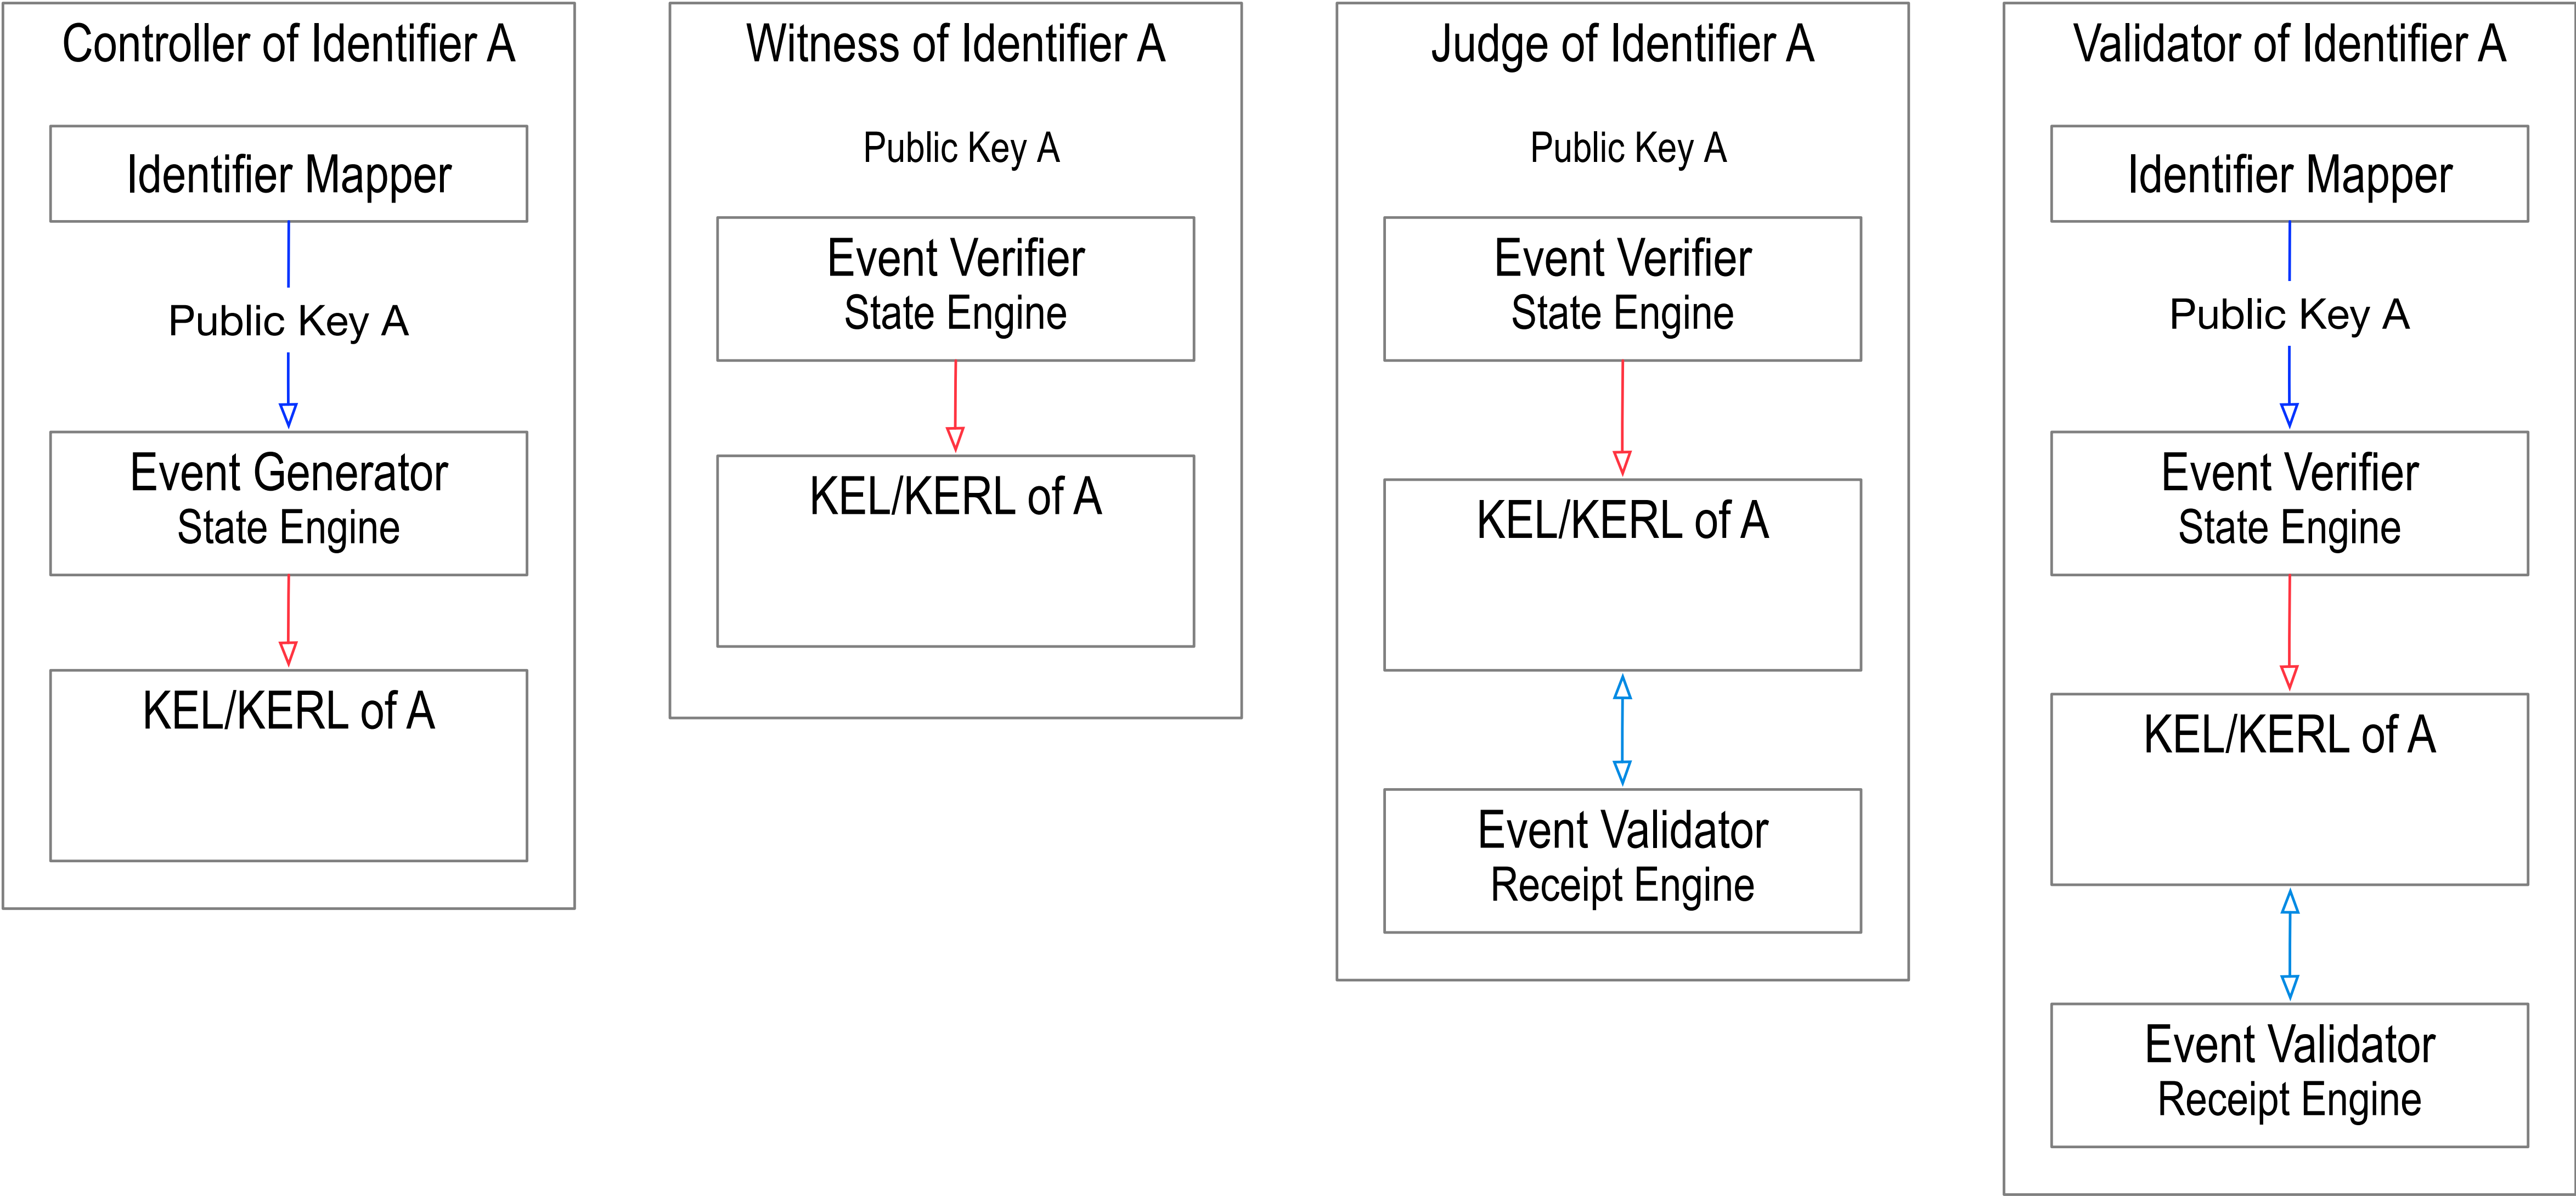 Controller of Identifier A
Identifier Mapper
Public Key A
Event Generator
State Engine
KEL/KERL of A
Witness of Identifier A
Public Key A
Event Verifier
State Engine
KEL/KERL of A
Judge of Identifier A
Public Key A
Event Verifier
State Engine
KEL/KERL of A
Event Validator
Receipt Engine
Validator of Identifier A
Identifier Mapper
Public Key A
Event Verifier
State Engine
KEL/KERL of A
Event Validator
Receipt Engine